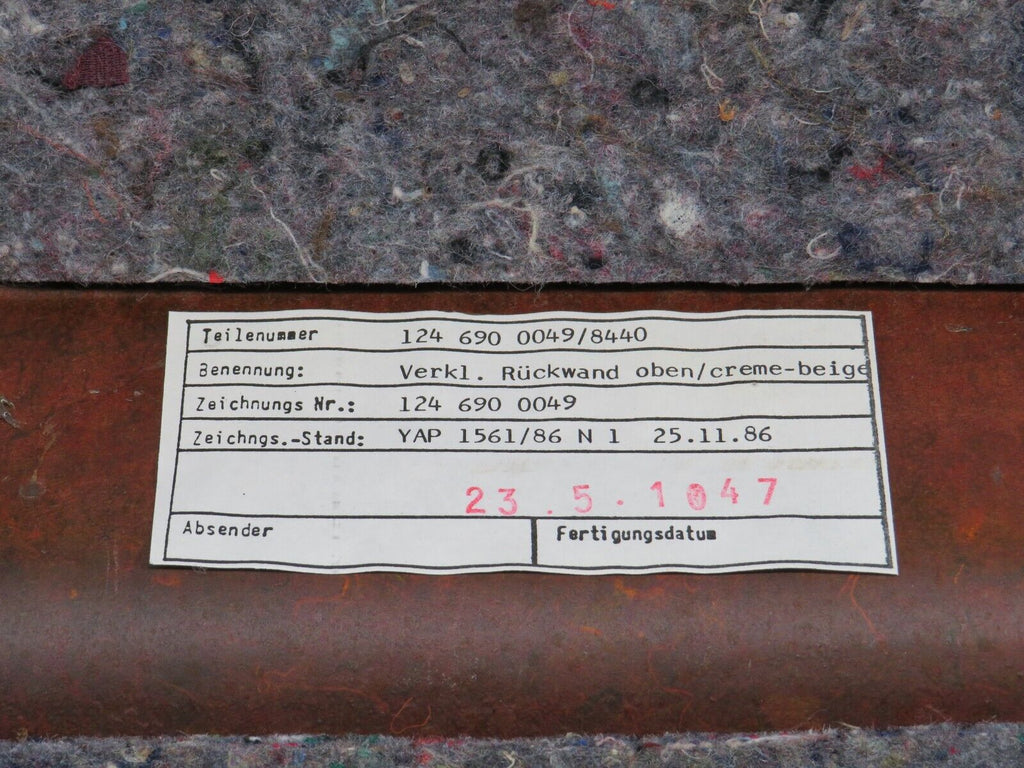 Teilenummer 124 690 0049/8440
Benennung: Verkl. Rückwand oben/creme-beige
Zeichnungs Nr.: 124 690 0049
Zeichngs.-Stand: YAP 1561/86 N 1 25.11.86
23.5.1047
Absender Fertigungsdatum